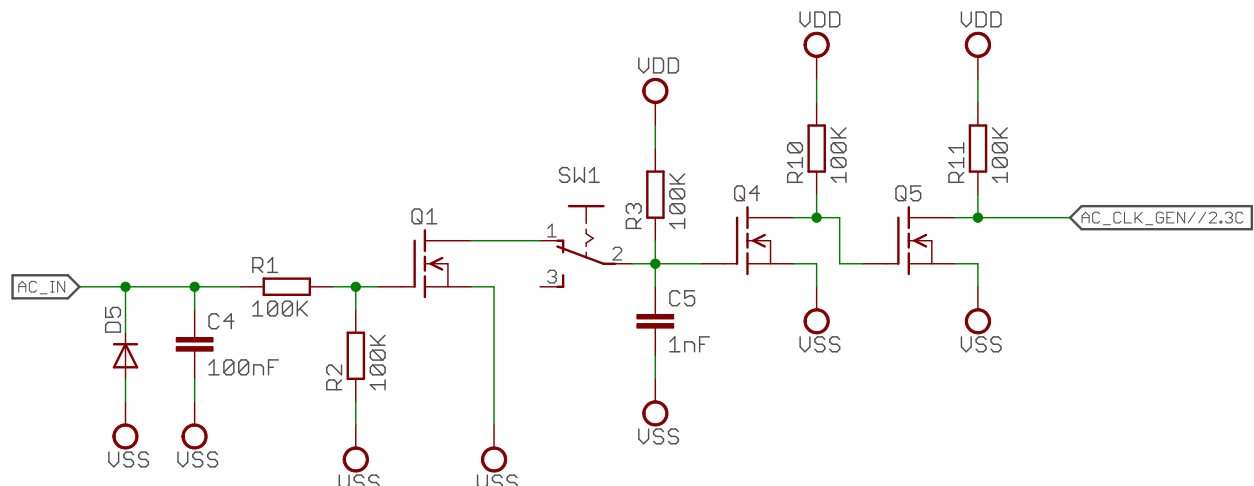 VDD
VDD
VDD
R10
100K
R11
100K
SW1
R3
100K
Q4
Q5
Q1
1
2
3
AC_CLK_GEN//2.3C
AC_IN
R1
100K
D5
C4
100nF
R2
100K
C5
1nF
VSS
VSS
VSS
VSS
VSS
VSS
VSS